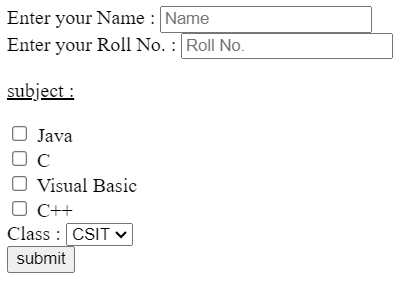 Enter your Name : Name
Enter your Roll No. : Roll No.
subject :
Java
C
Visual Basic
C++
Class : CSIT
submit